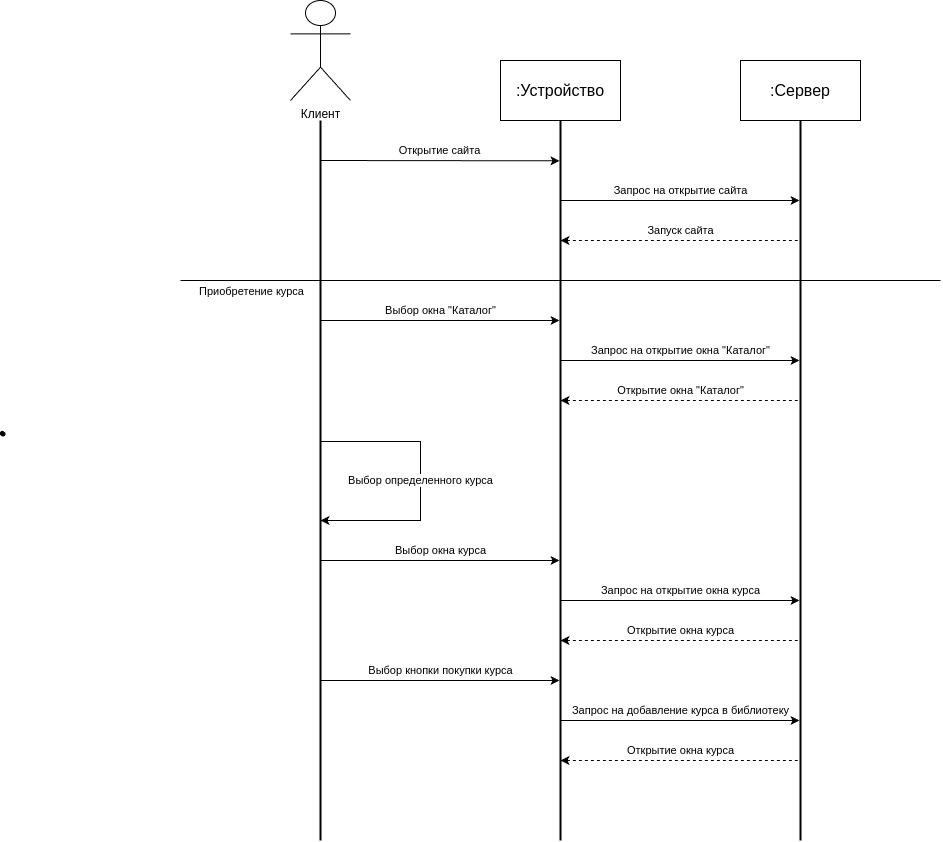 :Устройство
:Сервер
Клиент
Открытие сайта
Запрос на открытие сайта
Запуск сайта
Приобретение курса
Выбор окна "Каталог"
Запрос на открытие окна "Каталог"
Открытие окна "Каталог"
Выбор определенного курса
Выбор окна курса
Запрос на открытие окна курса
Открытие окна курса
Выбор кнопки покупки курса
Запрос на добавление курса в библиотеку
Открытие окна курса